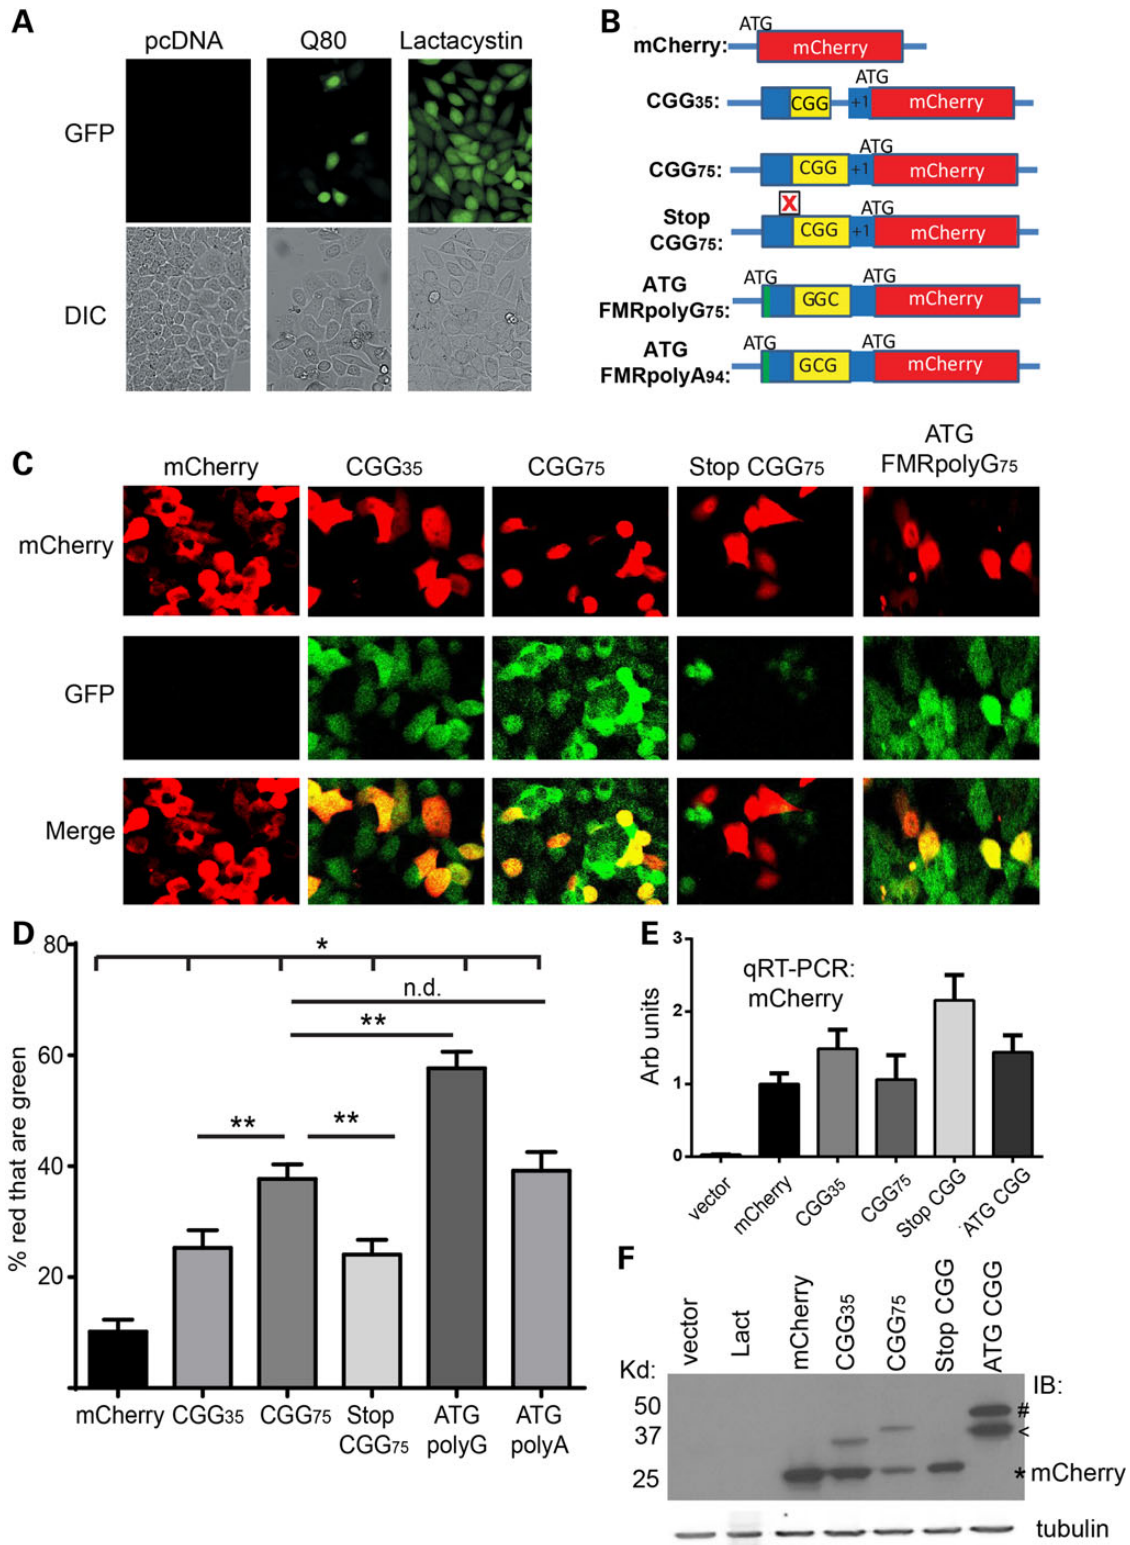 A
pcDNA
Q80
Lactacystin
GFP
DIC
B
mCherry:
ATG
mCherry
CGG35:
CGG
+1
ATG
mCherry
CGG75:
CGG
+1
ATG
mCherry
Stop
CGG75:
X
CGG
+1
ATG
mCherry
ATG
FMRpolyG75:
ATG
GGC
ATG
mCherry
ATG
FMRpolyA94:
ATG
GCG
ATG
mCherry
C
mCherry
CGG35
CGG75
Stop CGG75
ATG
FMRpolyG75
mCherry
GFP
Merge
D
% red that are green
80
60
40
20
*
n.d.
**
**
**
mCherry
CGG35
CGG75
Stop
CGG75
ATG
polyG
ATG
polyA
E
Arb units
3
2
1
0
qRT-PCR:
mCherry
vector
mCherry
CGG35
CGG75
Stop CGG
ATG CGG
F
vector
Lact
mCherry
CGG35
CGG75
Stop CGG
ATG CGG
Kd:
50
37
25
IB:
#
<
* mCherry
tubulin